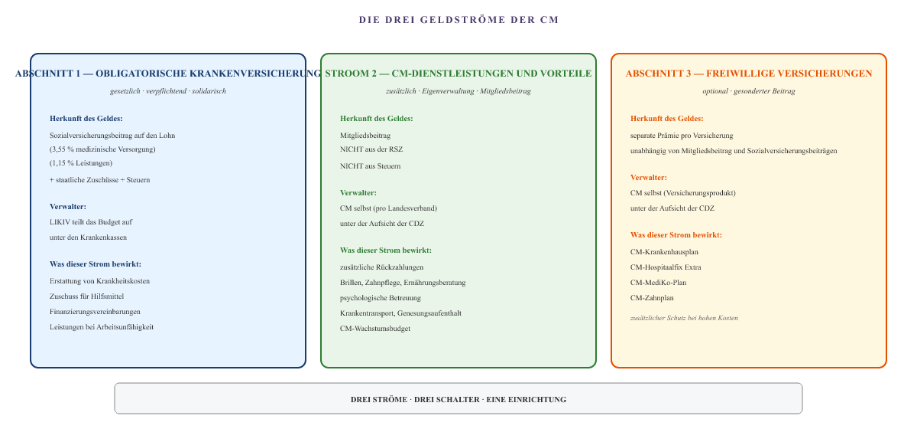 DIE DREI GELDSTRÖME DER CM
ABSCHNITT 1 — OBLIGATORISCHE KRANKENVERSICHERUNG
gesetzlich · verpflichtend · solidarisch
Herkunft des Geldes:
Sozialversicherungsbeitrag auf den Lohn
(3,55 % medizinische Versorgung)
(1,15 % Leistungen)
+ staatliche Zuschüsse + Steuern
Verwalter:
LIKIV teilt das Budget auf
unter den Krankenkassen
Was dieser Strom bewirkt:
Erstattung von Krankheitskosten
Zuschuss für Hilfsmittel
Finanzierungsvereinbarungen
Leistungen bei Arbeitsunfähigkeit
STROOM 2 — CM-DIENSTLEISTUNGEN UND VORTEILE
zusätzlich · Eigenverwaltung · Mitgliedsbeitrag
Herkunft des Geldes:
Mitgliedsbeitrag
NICHT aus der RSZ
NICHT aus Steuern
Verwalter:
CM selbst (pro Landesverband)
unter der Aufsicht der CDZ
Was dieser Strom bewirkt:
zusätzliche Rückzahlungen
Brillen, Zahnpflege, Ernährungsberatung
psychologische Betreuung
Krankentransport, Genesungsaufenthalt
CM-Wachstumsbudget
ABSCHNITT 3 — FREIWILLIGE VERSICHERUNGEN
optional · gesonderter Beitrag
Herkunft des Geldes:
separate Prämie pro Versicherung
unabhängig von Mitgliedsbeitrag und Sozialversicherungsbeiträgen
Verwalter:
CM selbst (Versicherungsprodukt)
unter der Aufsicht der CDZ
Was dieser Strom bewirkt:
CM-Krankenhausplan
CM-Hospitaalfix Extra
CM-MediKo-Plan
CM-Zahnplan
zusätzlicher Schutz bei hohen Kosten
DREI STRÖME · DREI SCHALTER · EINE EINRICHTUNG